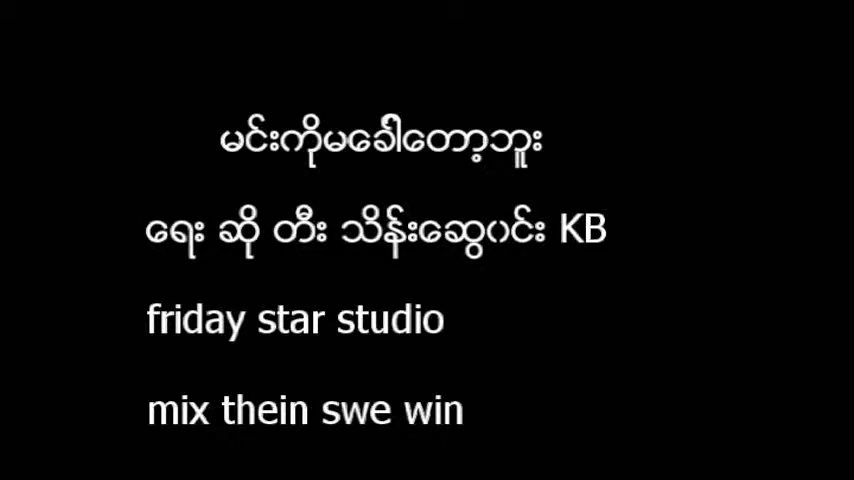 မင်းကိုမခေါ်တော့ဘူး
ရေး ဆို တီး သိန်းဆွေဝင်း KB
friday star studio
mix thein swe win